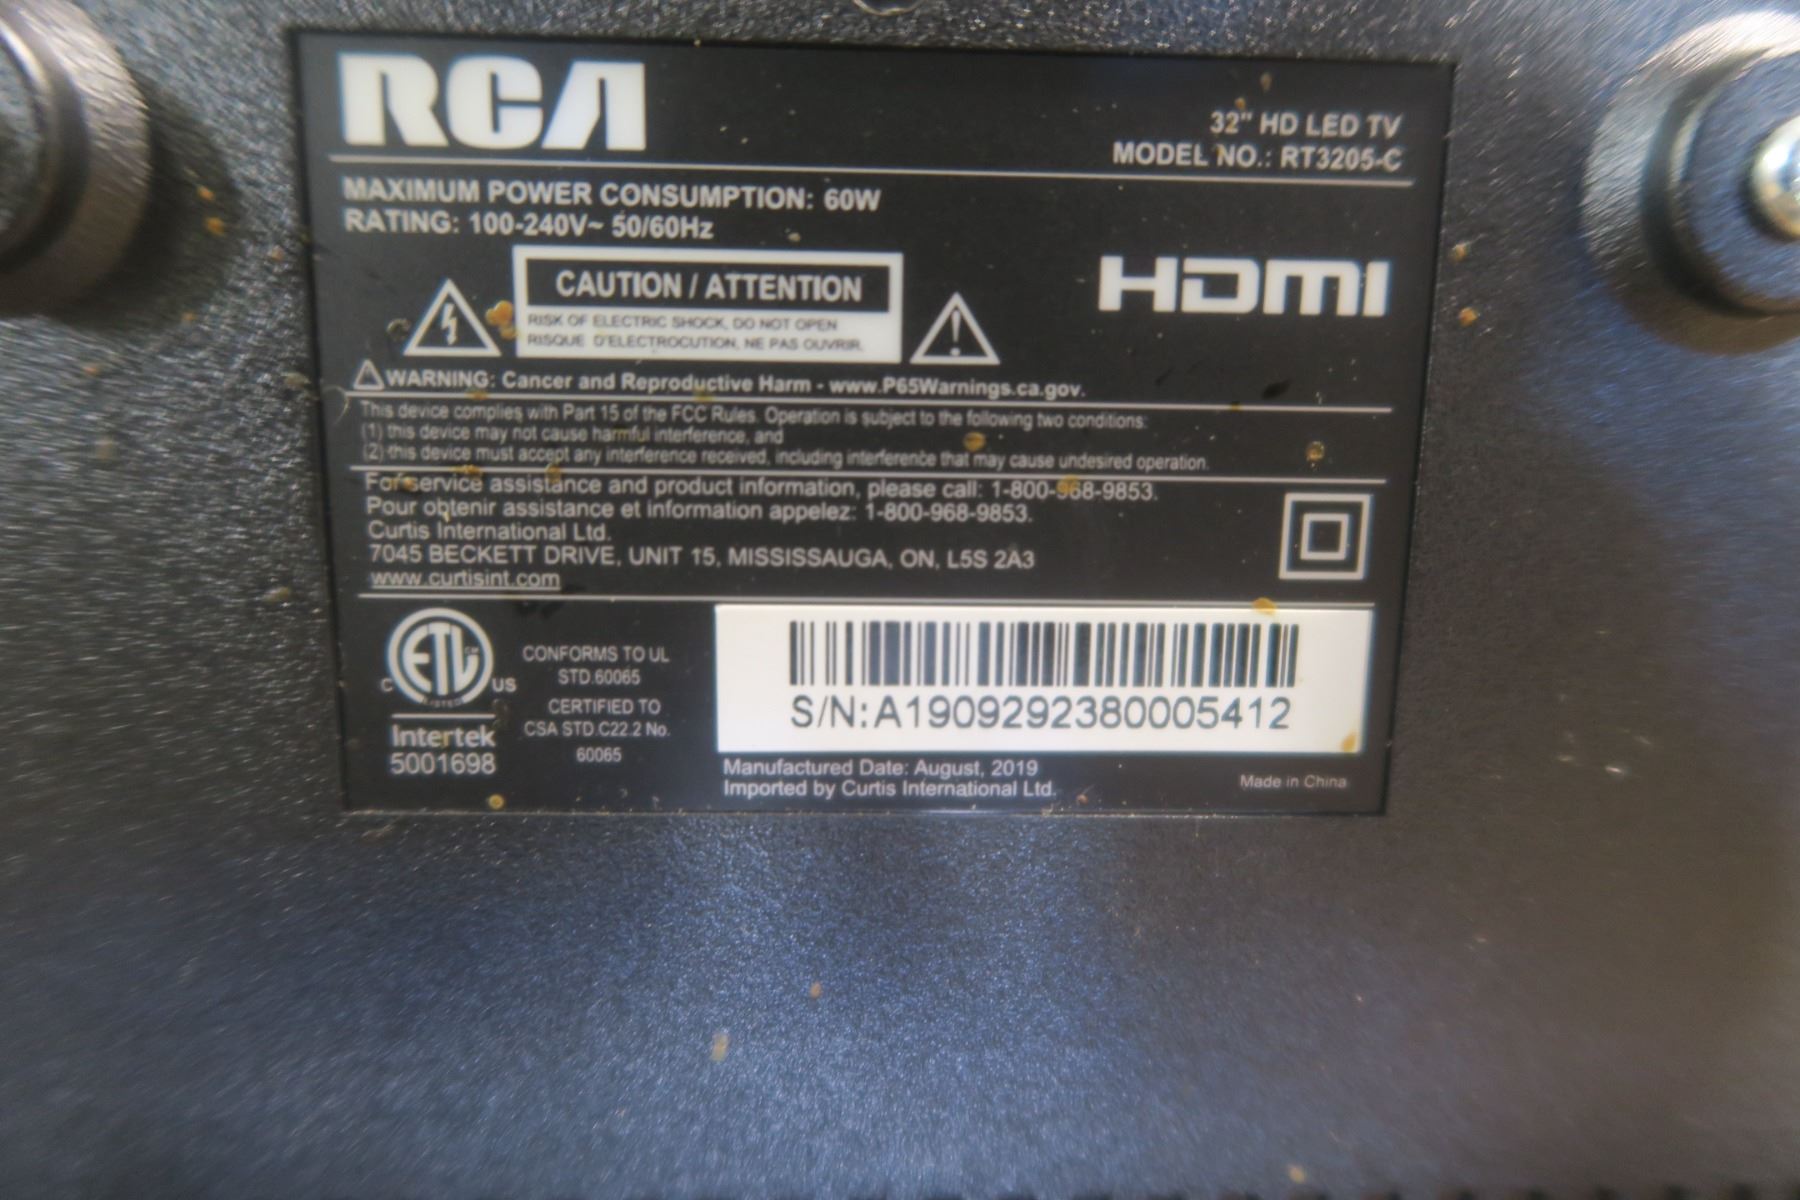 RCA
32" HD LED TV
MODEL NO.: RT3205-C
MAXIMUM POWER CONSUMPTION: 60W
RATING: 100-240V~ 50/60Hz
HDMI
CAUTION / ATTENTION
RISK OF ELECTRIC SHOCK, DO NOT OPEN
RISQUE D'ELECTROCUTION, NE PAS OUVRIR.
WARNING: Cancer and Reproductive Harm - www.P65Warnings.ca.gov.
This device complies with Part 15 of the FCC Rules. Operation is subject to the following two conditions:
(1) this device may not cause harmful interference, and
(2) this device must accept any interference received, including interference that may cause undesired operation.
For service assistance and product information, please call: 1-800-968-9853.
Pour obtenir assistance et information appelez: 1-800-968-9853.
Curtis International Ltd.
7045 BECKETT DRIVE, UNIT 15, MISSISSAUGA, ON, L5S 2A3
www.curtisint.com
ETL CM
LISTED
C US
Intertek
5001698
CONFORMS TO UL
STD.60065
CERTIFIED TO
CSA STD.C22.2 No.
60065
S/N:A1909292380005412
Manufactured Date: August, 2019
Imported by Curtis International Ltd.
Made in China